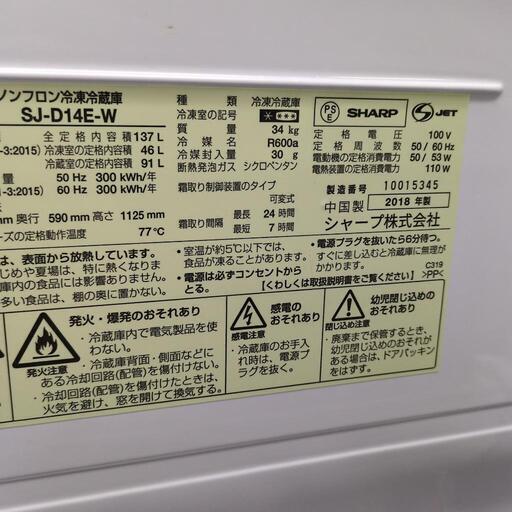 ノンフロン冷凍冷蔵庫
SJ-D14E-W
全定格内容積 137 L
-3:2015) 冷凍室の定格内容積 46 L
冷蔵室の定格内容積 91 L
50 Hz 300 kWh/年
-3:2015) 60 Hz 300 kWh/年
mm 奥行 590 mm 高さ 1125 mm
ーズの定格動作温度 77℃
種類 冷凍冷蔵庫
冷凍室の記号
質量 34 kg
冷媒 R600a
冷媒封入量 30 g
断熱発泡ガス シクロペンタン
霜取り制御装置のタイプ
可変式
霜取り間隔 最長 24 時間
最短 7 時間
PS
E
SHARP
S JET
定格電圧 100 V
定格周波数 50 / 60 Hz
電動機の定格消費電力 50 / 53 W
電熱装置の定格消費電力 110 W
製造番号 10015345
中国製 2018 年製
シャープ株式会社
は、表面から放熱しています。
じめや夏場は、特に熱くな
多い食品は、棚の奥に置かない。
・室温が約5℃以下では、
食品が凍ることが
・電源は必ずコンセントから
とる。
・電源プラグを抜いたら6分待つ。
すぐに差し込むと冷蔵庫に無理がかかる。
【くわしくは取扱説明書をご覧ください】
C319
>PP<
発火・爆発のおそれあり
発火注意
・冷蔵庫内で電気製品を使
わない。
・冷蔵庫背面・側面などに
ある冷却回路(配管)を傷付けない。
・冷却回路(配管)を傷付けたときは、
火気を避け、窓を開けて換気する。
感電の
おそれあり
感電注意
・冷蔵庫のお手入
れ時は、電源プ
ラグを抜く。
幼児閉じ込めの
おそれあり
閉じ込め注意
・廃棄まで保管するとき、
幼児閉じ込めのおそれが
ある場合は、ドアパッキン